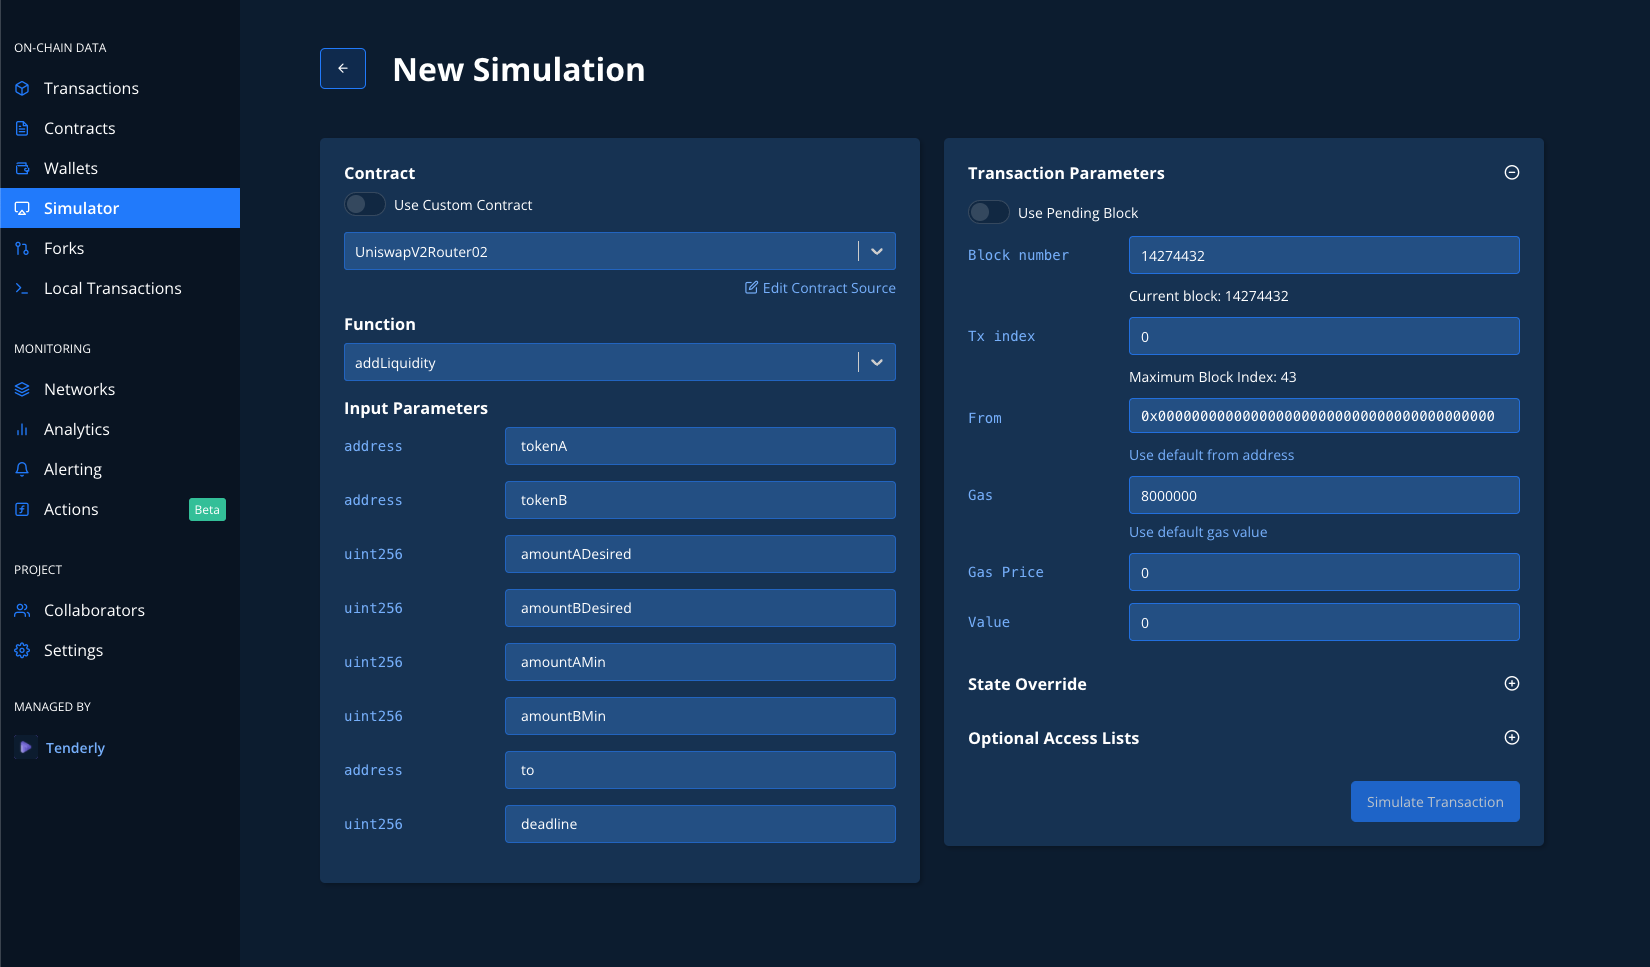 ON-CHAIN DATA
Transactions
Contracts
Wallets
Simulator
Forks
Local Transactions
MONITORING
Networks
Analytics
Alerting
Actions Beta
PROJECT
Collaborators
Settings
MANAGED BY
Tenderly
New Simulation
Contract
Use Custom Contract
UniswapV2Router02
Edit Contract Source
Function
addLiquidity
Input Parameters
address tokenA
address tokenB
uint256 amountADesired
uint256 amountBDesired
uint256 amountAMin
uint256 amountBMin
address to
uint256 deadline
Transaction Parameters
Use Pending Block
Block number 14274432
Current block: 14274432
Tx index 0
Maximum Block Index: 43
From 0x0000000000000000000000000000000000000000
Use default from address
Gas 8000000
Use default gas value
Gas Price 0
Value 0
State Override
Optional Access Lists
Simulate Transaction